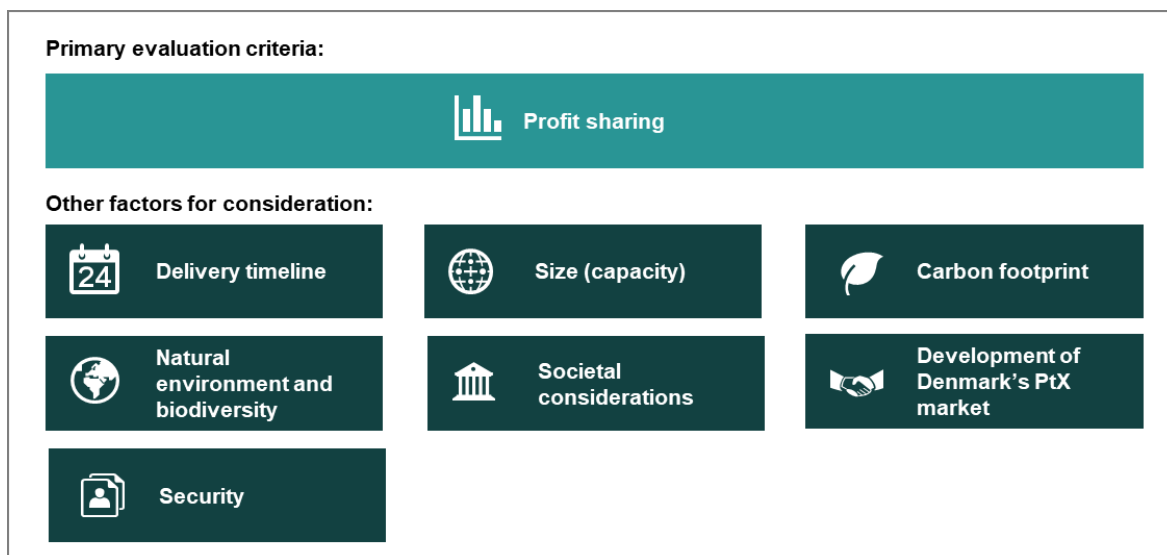 Primary evaluation criteria:
Profit sharing
Other factors for consideration:
24
Delivery timeline
Size (capacity)
Carbon footprint
Natural
environment and
biodiversity
Societal
considerations
Development of
Denmark's PtX
market
Security